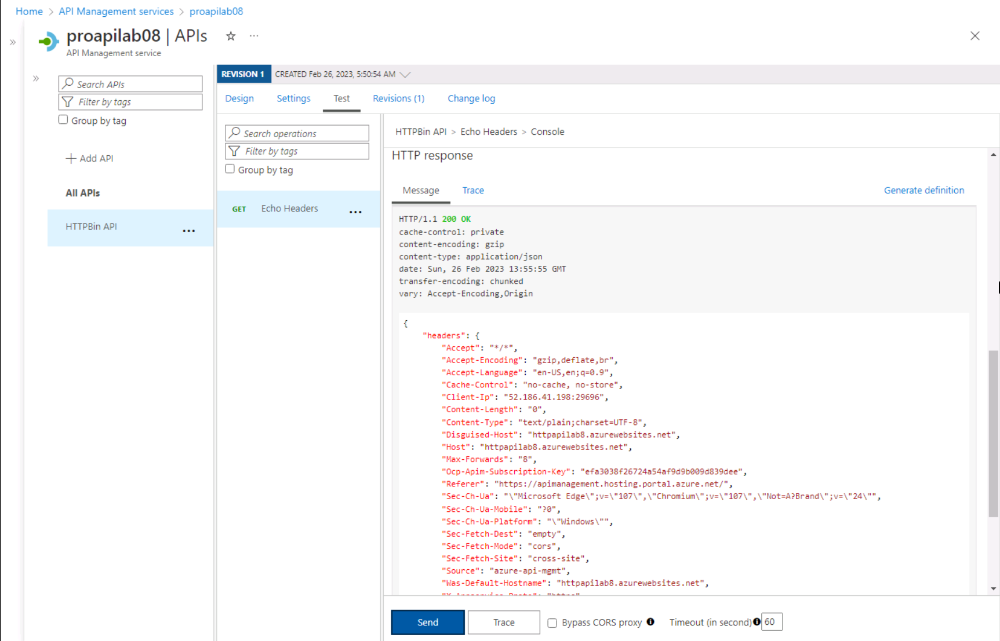 Home > API Management services > proapilab08
proapilab08 | APIs
API Management service
Search APIs
Filter by tags
Group by tag
Add API
All APIs
HTTPBin API
REVISION 1 CREATED Feb 26, 2023, 5:50:54 AM
Design Settings Test Revisions (1) Change log
Search operations
Filter by tags
Group by tag
GET Echo Headers
HTTPBin API > Echo Headers > Console
HTTP response
Message Trace Generate definition
HTTP/1.1 200 OK
cache-control: private
content-encoding: gzip
content-type: application/json
date: Sun, 26 Feb 2023 13:55:55 GMT
transfer-encoding: chunked
vary: Accept-Encoding,Origin
{
"headers": {
"Accept": "*/*",
"Accept-Encoding": "gzip,deflate,br",
"Accept-Language": "en-US,en;q=0.9",
"Cache-Control": "no-cache, no-store",
"Client-Ip": "52.186.41.198:29696",
"Content-Length": "0",
"Content-Type": "text/plain;charset=UTF-8",
"Disguised-Host": "httpapilab8.azurewebsites.net",
"Host": "httpapilab8.azurewebsites.net",
"Max-Forwards": "8",
"Ocp-Apim-Subscription-Key": "efa3038f26724a54af9d9b009d839dee",
"Referer": "https://apimanagement.hosting.portal.azure.net/",
"Sec-Ch-Ua": "\"Microsoft Edge\";v=\"107\",\"Chromium\";v=\"107\",\"Not=A?Brand\";v=\"24\"",
"Sec-Ch-Ua-Mobile": "?0",
"Sec-Ch-Ua-Platform": "\"Windows\"",
"Sec-Fetch-Dest": "empty",
"Sec-Fetch-Mode": "cors",
"Sec-Fetch-Site": "cross-site",
"Source": "azure-api-mgmt",
"Was-Default-Hostname": "httpapilab8.azurewebsites.net",
Send Trace Bypass CORS proxy Timeout (in second) 60